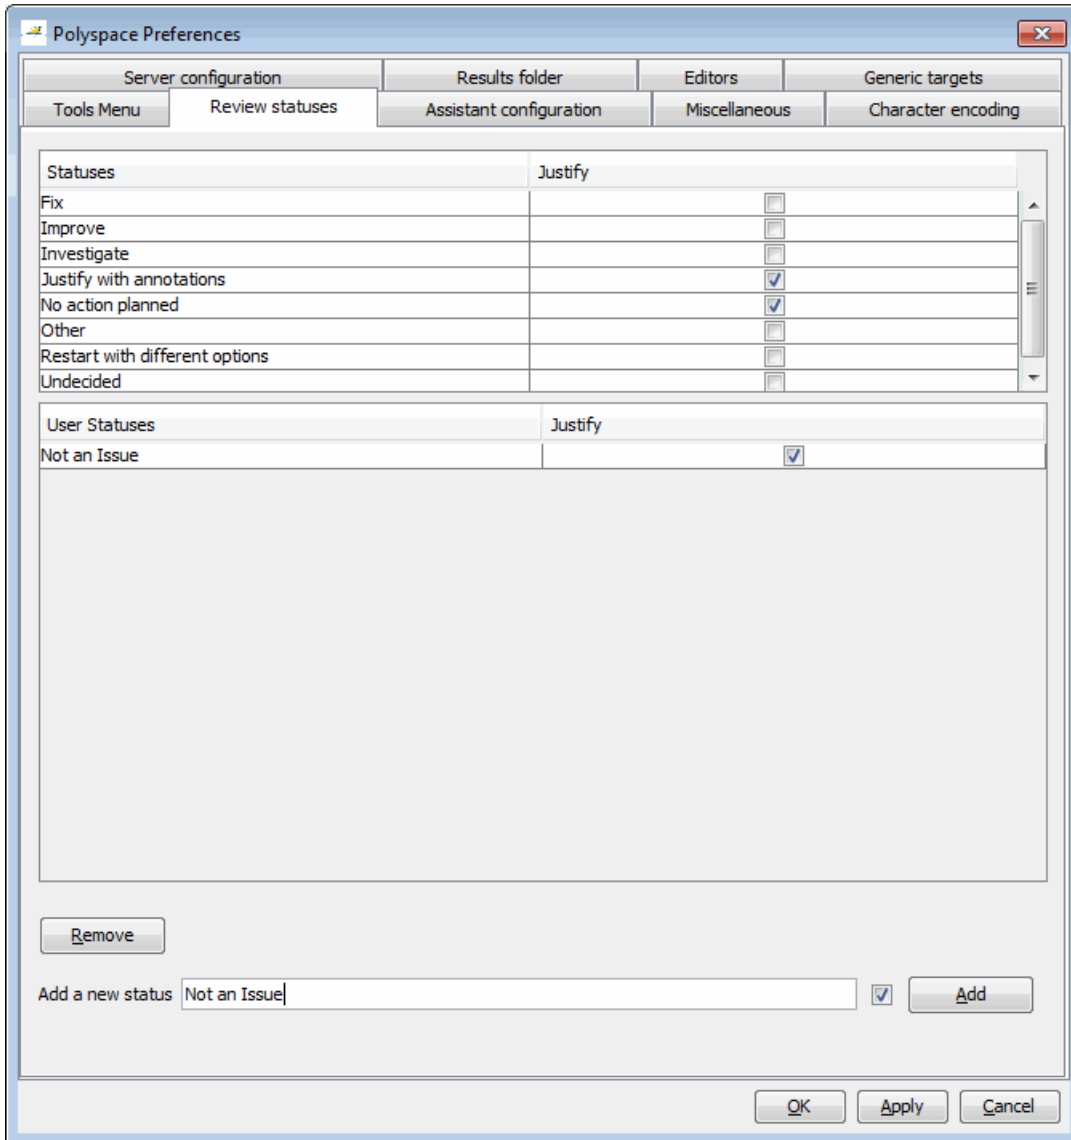 Polyspace Preferences
Server configuration Results folder Editors Generic targets
Tools Menu Review statuses Assistant configuration Miscellaneous Character encoding
Statuses Justify
Fix
Improve
Investigate
Justify with annotations
No action planned
Other
Restart with different options
Undecided
User Statuses Justify
Not an Issue
Remove
Add a new status Not an Issue Add
OK Apply Cancel